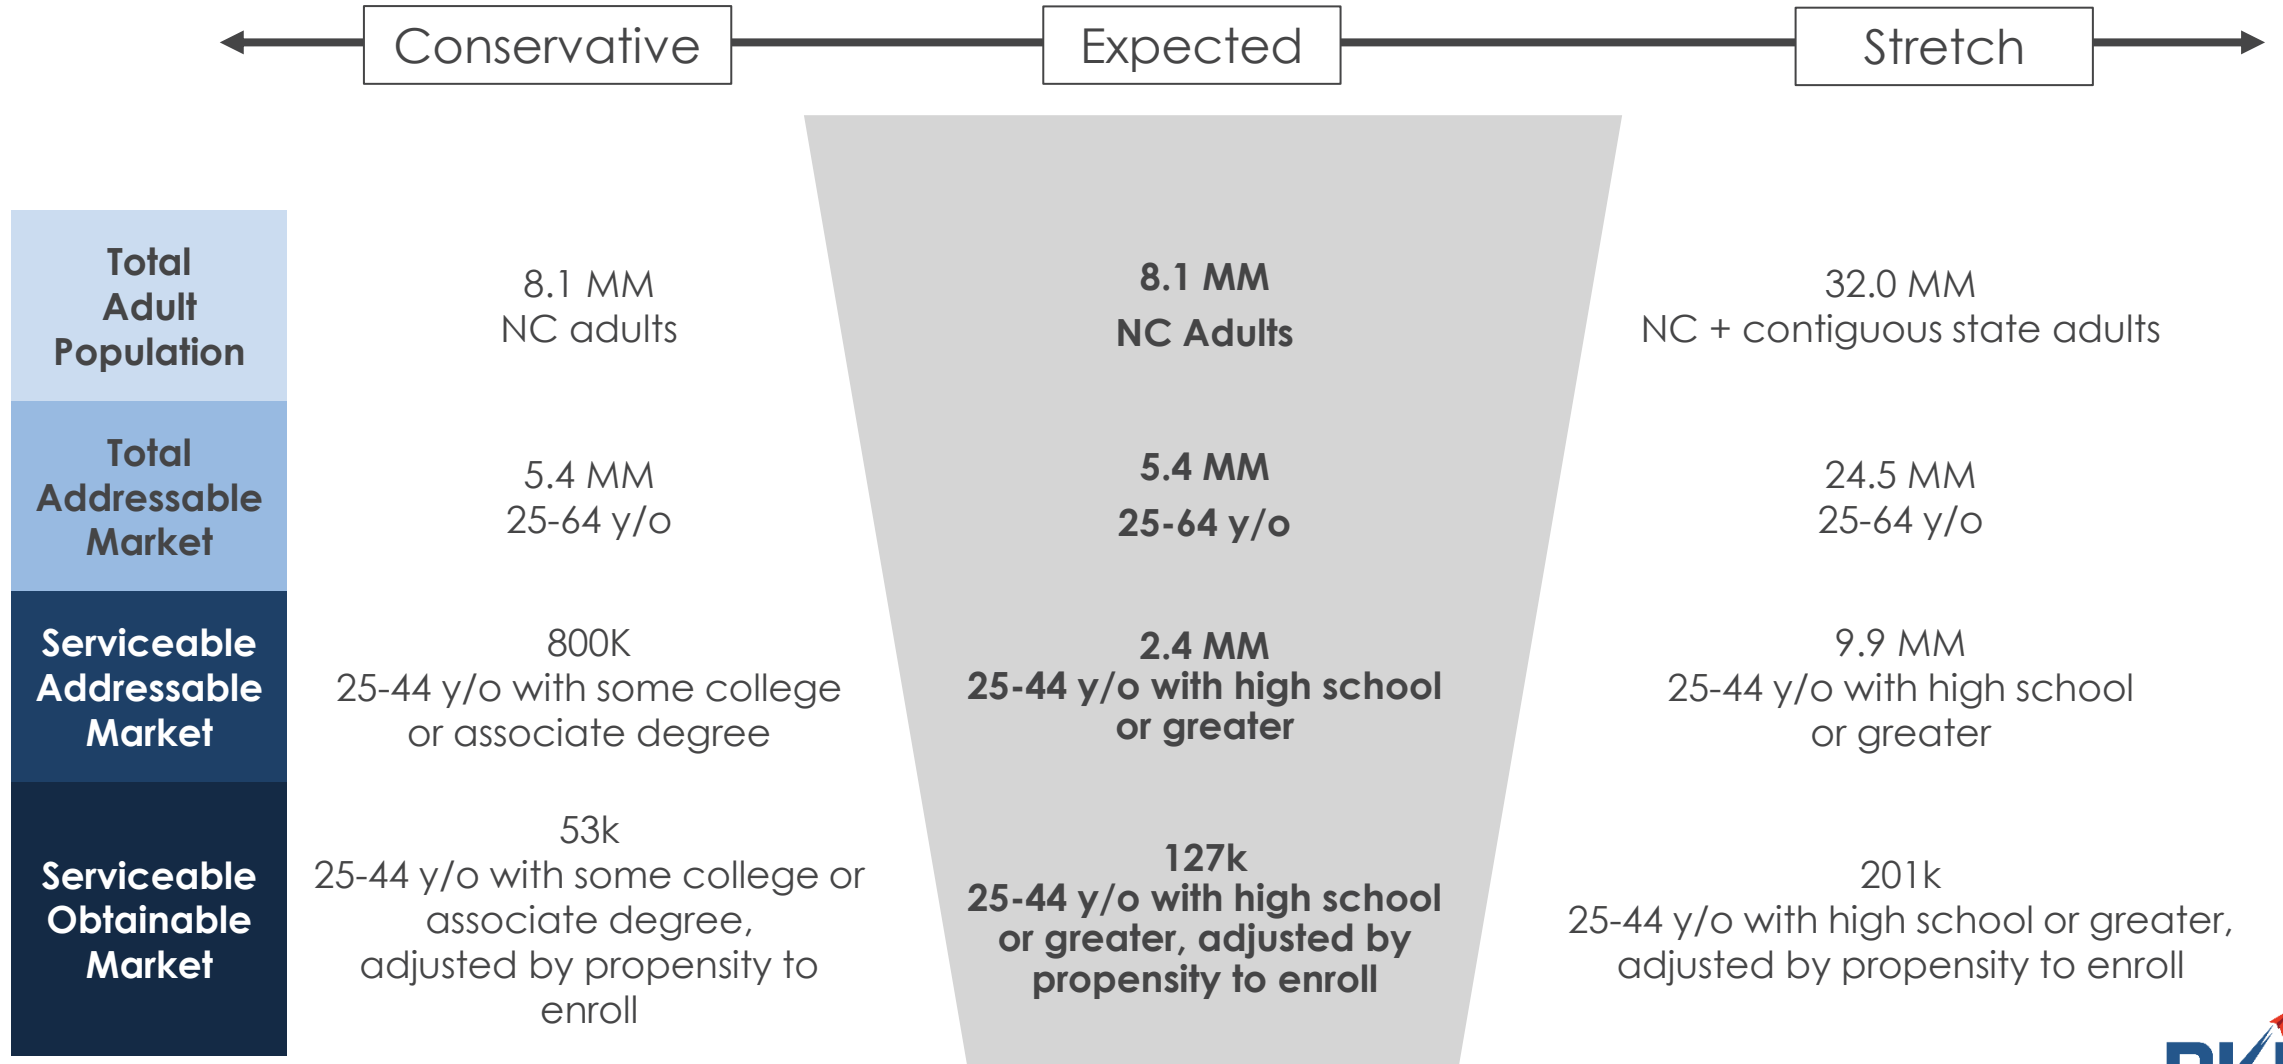 Conservative
Expected
Stretch
Total
Adult
Population
8.1 MM
NC adults
8.1 MM
NC Adults
32.0 MM
NC + contiguous state adults
Total
Addressable
Market
5.4 MM
25-64 y/o
5.4 MM
25-64 y/o
24.5 MM
25-64 y/o
Serviceable
Addressable
Market
800K
25-44 y/o with some college
or associate degree
2.4 MM
25-44 y/o with high school
or greater
9.9 MM
25-44 y/o with high school
or greater
Serviceable
Obtainable
Market
53k
25-44 y/o with some college or
associate degree,
adjusted by propensity to
enroll
127k
25-44 y/o with high school
or greater, adjusted by
propensity to enroll
201k
25-44 y/o with high school or greater,
adjusted by propensity to enroll